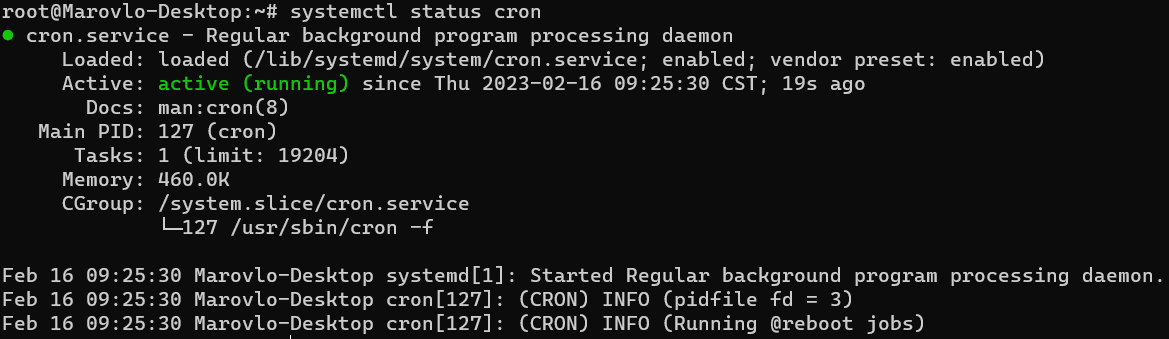 root@Marovlo-Desktop:~# systemctl status cron
● cron.service - Regular background program processing daemon
     Loaded: loaded (/lib/systemd/system/cron.service; enabled; vendor preset: enabled)
     Active: active (running) since Thu 2023-02-16 09:25:30 CST; 19s ago
       Docs: man:cron(8)
   Main PID: 127 (cron)
      Tasks: 1 (limit: 19204)
     Memory: 460.0K
     CGroup: /system.slice/cron.service
             └─127 /usr/sbin/cron -f

Feb 16 09:25:30 Marovlo-Desktop systemd[1]: Started Regular background program processing daemon.
Feb 16 09:25:30 Marovlo-Desktop cron[127]: (CRON) INFO (pidfile fd = 3)
Feb 16 09:25:30 Marovlo-Desktop cron[127]: (CRON) INFO (Running @reboot jobs)